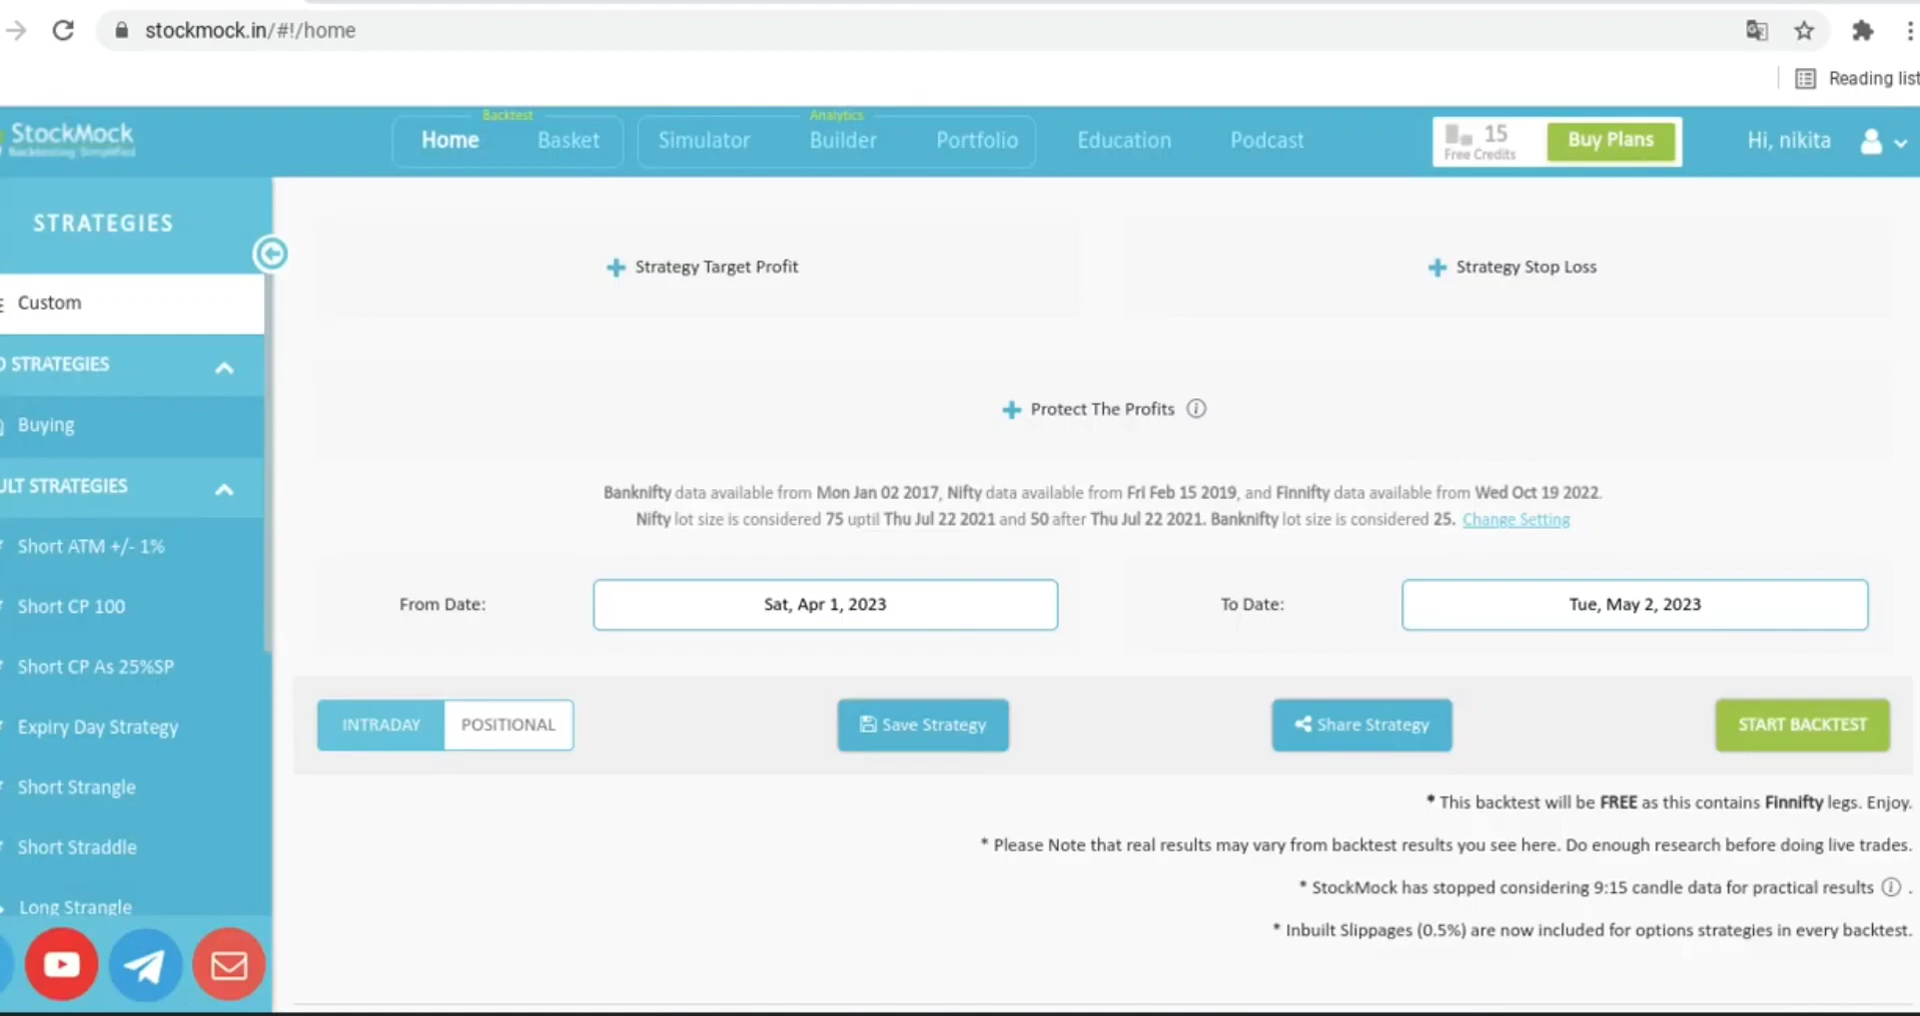 stockmock.in/#!/home
Reading list
StockMock
Backtesting Simplified
Backtest
Home Basket
Analytics
Simulator Builder Portfolio
Education Podcast
15
Free Credits
Buy Plans
Hi, nikita
STRATEGIES
Custom
STRATEGIES
Buying
ULT STRATEGIES
Short ATM +/- 1%
Short CP 100
Short CP As 25%SP
Expiry Day Strategy
Short Strangle
Short Straddle
Long Strangle
Strategy Target Profit
Strategy Stop Loss
Protect The Profits
Banknifty data available from Mon Jan 02 2017, Nifty data available from Fri Feb 15 2019, and Finnifty data available from Wed Oct 19 2022.
Nifty lot size is considered 75 uptil Thu Jul 22 2021 and 50 after Thu Jul 22 2021. Banknifty lot size is considered 25. Change Setting
From Date: Sat, Apr 1, 2023
To Date: Tue, May 2, 2023
INTRADAY POSITIONAL
Save Strategy
Share Strategy
START BACKTEST
* This backtest will be FREE as this contains Finnifty legs. Enjoy.
* Please Note that real results may vary from backtest results you see here. Do enough research before doing live trades.
* StockMock has stopped considering 9:15 candle data for practical results .
* Inbuilt Slippages (0.5%) are now included for options strategies in every backtest.